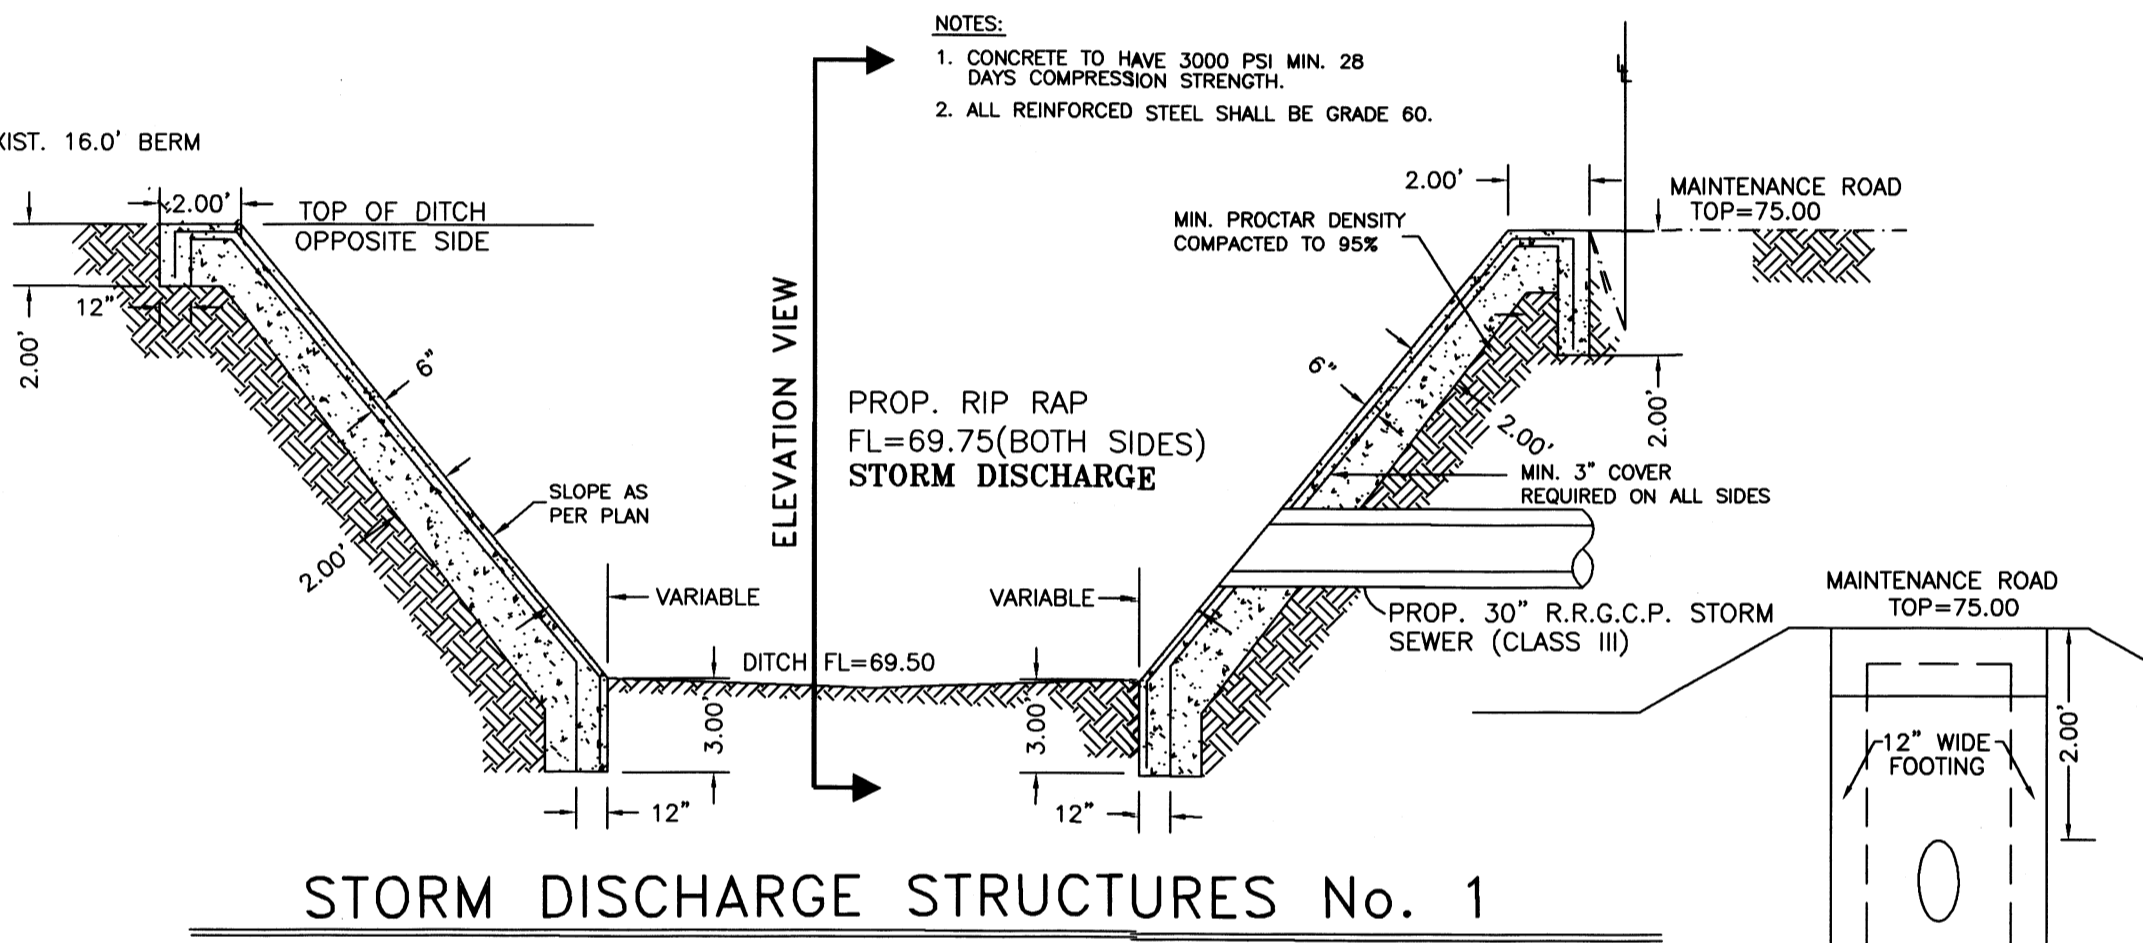 NOTES:
1. CONCRETE TO HAVE 3000 PSI MIN. 28
DAYS COMPRESSION STRENGTH.
2. ALL REINFORCED STEEL SHALL BE GRADE 60.
XIST. 16.0' BERM
2.00'
TOP OF DITCH
OPPOSITE SIDE
12"
2.00'
6"
SLOPE AS
PER PLAN
2.00'
VARIABLE
ELEVATION VIEW
PROP. RIP RAP
FL=69.75(BOTH SIDES)
STORM DISCHARGE
2.00'
MAINTENANCE ROAD
TOP=75.00
MIN. PROCTAR DENSITY
COMPACTED TO 95%
6"
2.00'
2.00'
MIN. 3" COVER
REQUIRED ON ALL SIDES
VARIABLE
PROP. 30" R.R.G.C.P. STORM
SEWER (CLASS III)
DITCH FL=69.50
3.00'
3.00'
12"
12"
MAINTENANCE ROAD
TOP=75.00
12" WIDE
FOOTING
2.00'
STORM DISCHARGE STRUCTURES No. 1